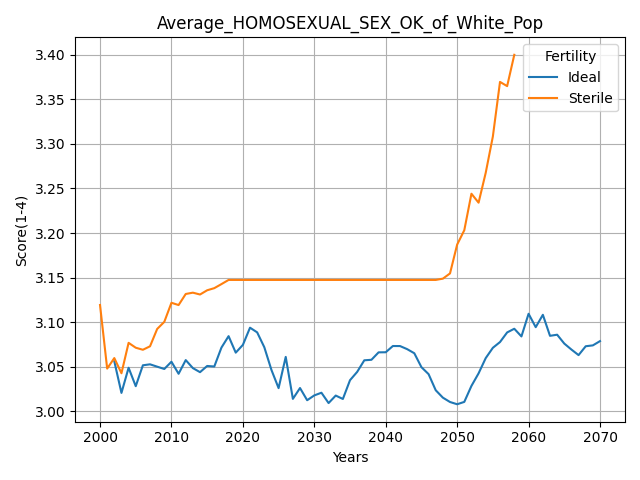 Average_HOMOSEXUAL_SEX_OK_of_White_Pop
Score(1-4)
3.40
3.35
3.30
3.25
3.20
3.15
3.10
3.05
3.00
Fertility
Ideal
Sterile
2000 2010 2020 2030 2040 2050 2060 2070
Years